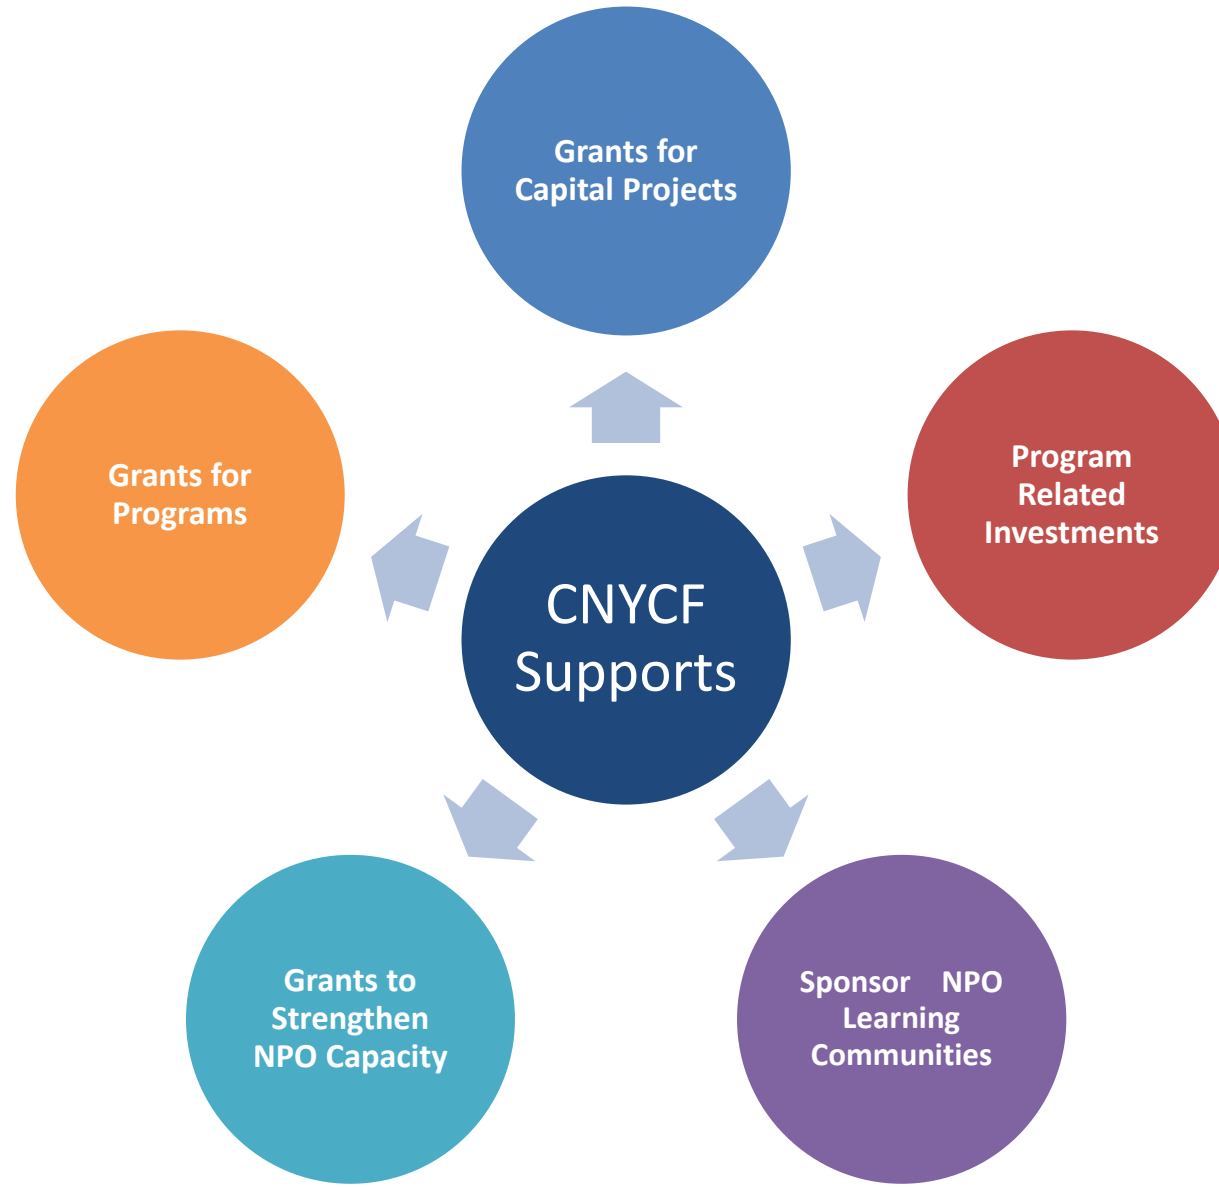 Grants for
Capital Projects
Grants for
Programs
Program
Related
Investments
CNYCF
Supports
Grants to
Strengthen
NPO Capacity
Sponsor NPO
Learning
Communities